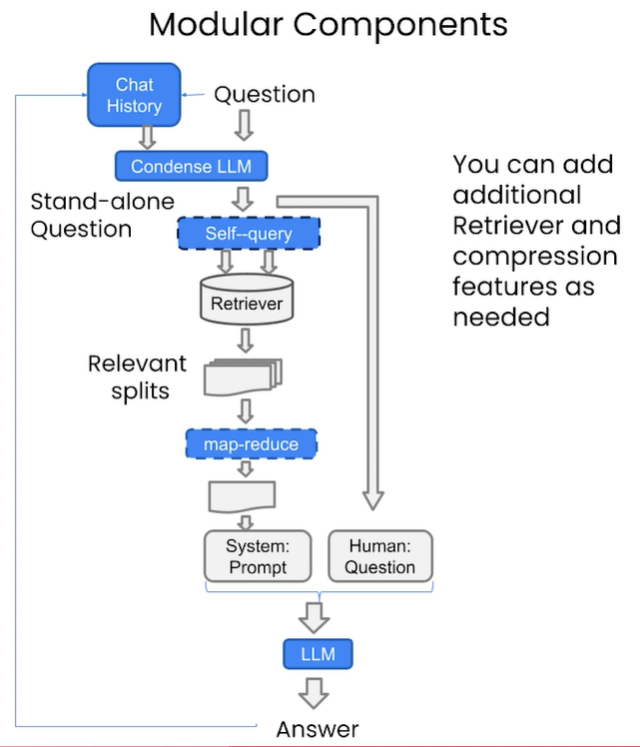 Modular Components
Chat
History
Question
Condense LLM
Stand-alone
Question
Self--query
Retriever
Relevant
splits
map-reduce
System:
Prompt
Human:
Question
LLM
Answer
You can add
additional
Retriever and
compression
features as
needed